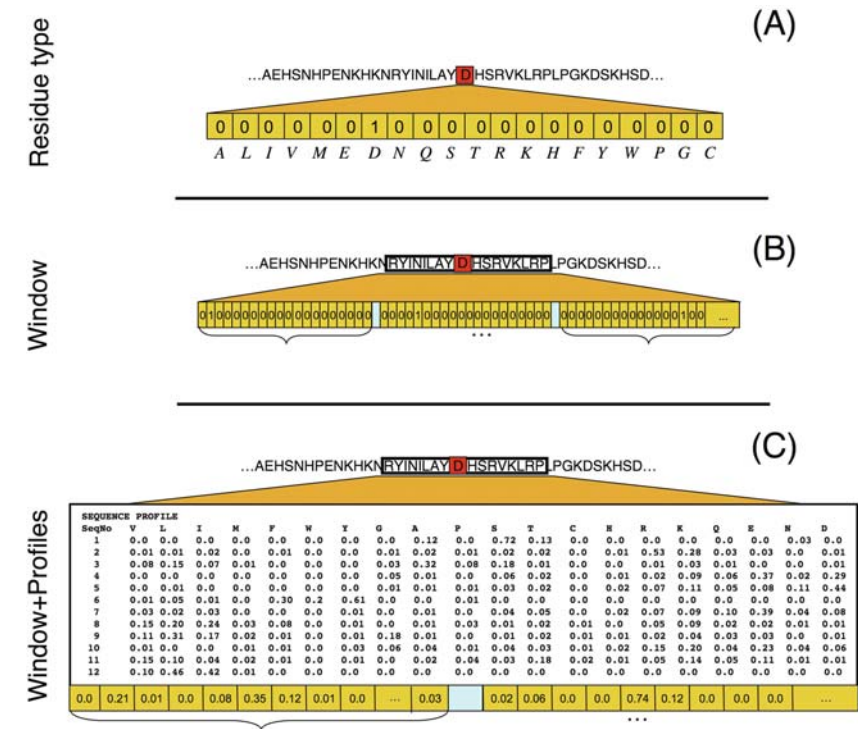 (A)
Residue type
...AEHSNHPENKHKNRYINILAYDHSRVKLRPLPGKDSKHSD...
0 0 0 0 0 0 1 0 0 0 0 0 0 0 0 0 0 0 0 0
A L I V M E D N Q S T R K H F Y W P G C
(B)
Window
...AEHSNHPENKHKNRYINILAYDHSRVKLRPLPGKDSKHSD...
...
...
(C)
Window+Profiles
...AEHSNHPENKHKNRYINILAYDHSRVKLRPLPGKDSKHSD...
SEQUENCE PROFILE
SeqNo V L I M F W Y G A P S T C H R K Q E N D
1 0.0 0.0 0.0 0.0 0.0 0.0 0.0 0.0 0.12 0.0 0.72 0.13 0.0 0.0 0.0 0.0 0.0 0.0 0.03 0.0
2 0.01 0.01 0.02 0.0 0.01 0.0 0.0 0.01 0.02 0.01 0.02 0.02 0.0 0.01 0.53 0.28 0.03 0.03 0.0 0.01
3 0.08 0.15 0.07 0.01 0.0 0.0 0.0 0.03 0.32 0.08 0.18 0.01 0.0 0.0 0.01 0.03 0.01 0.0 0.0 0.01
4 0.0 0.0 0.0 0.0 0.0 0.0 0.0 0.05 0.01 0.0 0.06 0.02 0.0 0.01 0.02 0.09 0.06 0.37 0.02 0.29
5 0.01 0.01 0.0 0.0 0.0 0.0 0.0 0.06 0.01 0.01 0.03 0.02 0.0 0.02 0.07 0.11 0.05 0.08 0.11 0.44
6 0.01 0.05 0.01 0.0 0.30 0.2 0.61 0.0 0.0 0.01 0.0 0.0 0.0 0.0 0.0 0.0 0.0 0.0 0.0 0.0
7 0.03 0.02 0.03 0.0 0.0 0.0 0.01 0.0 0.01 0.0 0.04 0.05 0.0 0.02 0.07 0.09 0.10 0.39 0.04 0.08
8 0.15 0.20 0.24 0.03 0.08 0.0 0.01 0.0 0.01 0.03 0.01 0.02 0.01 0.0 0.05 0.09 0.02 0.02 0.01 0.01
9 0.11 0.31 0.17 0.02 0.01 0.0 0.01 0.18 0.01 0.0 0.01 0.02 0.0 0.01 0.02 0.04 0.03 0.03 0.0 0.01
10 0.01 0.0 0.0 0.0 0.01 0.0 0.03 0.06 0.04 0.01 0.04 0.03 0.0 0.02 0.15 0.20 0.04 0.23 0.04 0.06
11 0.15 0.10 0.04 0.02 0.01 0.0 0.01 0.0 0.02 0.04 0.03 0.18 0.02 0.01 0.05 0.14 0.05 0.11 0.01 0.01
12 0.10 0.46 0.42 0.01 0.0 0.0 0.0 0.0 0.0 0.0 0.0 0.0 0.0 0.0 0.0 0.0 0.0 0.0 0.0 0.0
0.0 0.21 0.01 0.0 0.08 0.35 0.12 0.01 0.0 ... 0.03 0.02 0.06 0.0 0.0 0.74 0.12 0.0 0.0 0.0 ...
...